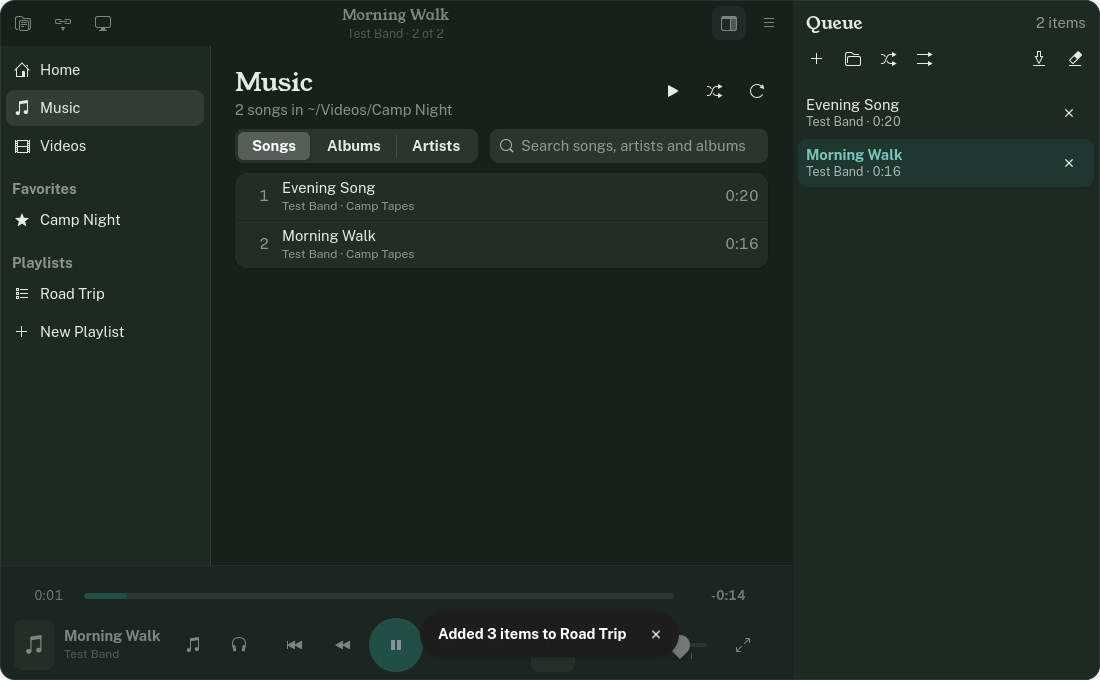 Morning Walk
Test Band · 2 of 2
Queue
2 items
Home
Music
Videos
Favorites
Camp Night
Playlists
Road Trip
New Playlist
Music
2 songs in ~/Videos/Camp Night
Songs
Albums
Artists
Search songs, artists and albums
1
Evening Song
Test Band · Camp Tapes
0:20
2
Morning Walk
Test Band · Camp Tapes
0:16
Evening Song
Test Band · 0:20
Morning Walk
Test Band · 0:16
0:01
-0:14
Morning Walk
Test Band
Added 3 items to Road Trip